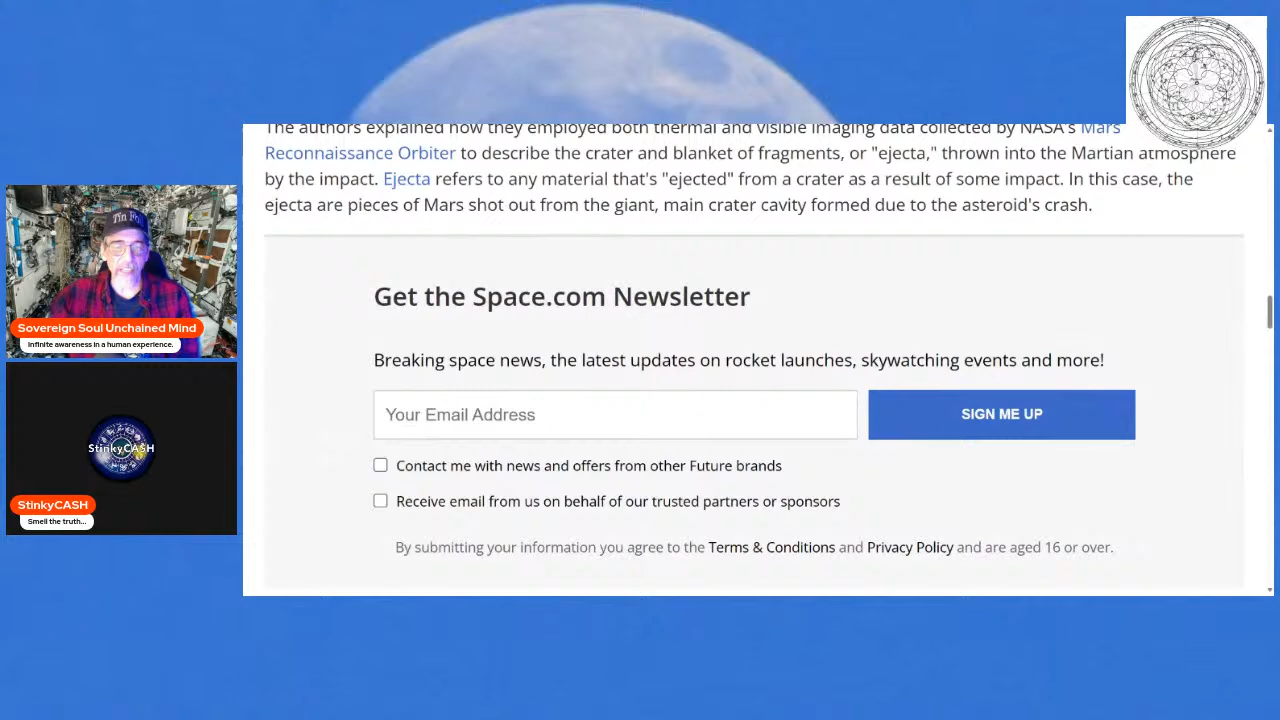 The authors explained how they employed both thermal and visible imaging data collected by NASA's Mars
Reconnaissance Orbiter to describe the crater and blanket of fragments, or "ejecta," thrown into the Martian atmosphere
by the impact. Ejecta refers to any material that's "ejected" from a crater as a result of some impact. In this case, the
ejecta are pieces of Mars shot out from the giant, main crater cavity formed due to the asteroid's crash.
Get the Space.com Newsletter
Breaking space news, the latest updates on rocket launches, skywatching events and more!
Your Email Address
SIGN ME UP
Contact me with news and offers from other Future brands
Receive email from us on behalf of our trusted partners or sponsors
By submitting your information you agree to the Terms & Conditions and Privacy Policy and are aged 16 or over.
Tin Fo
Sovereign Soul Unchained Mind
Infinite awareness in a human experience.
StinkyCASH
StinkyCASH
Smell the truth...